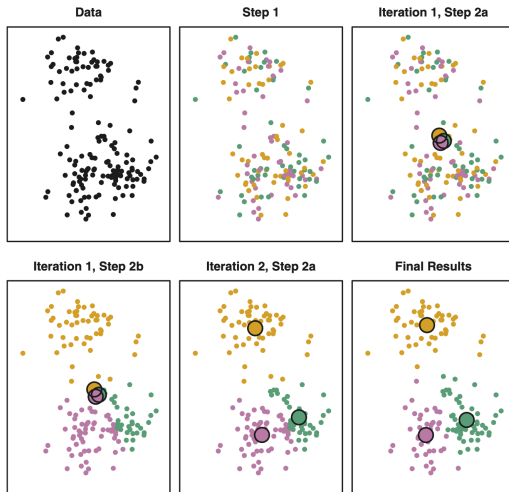 Data
Step 1
Iteration 1, Step 2a
Iteration 1, Step 2b
Iteration 2, Step 2a
Final Results